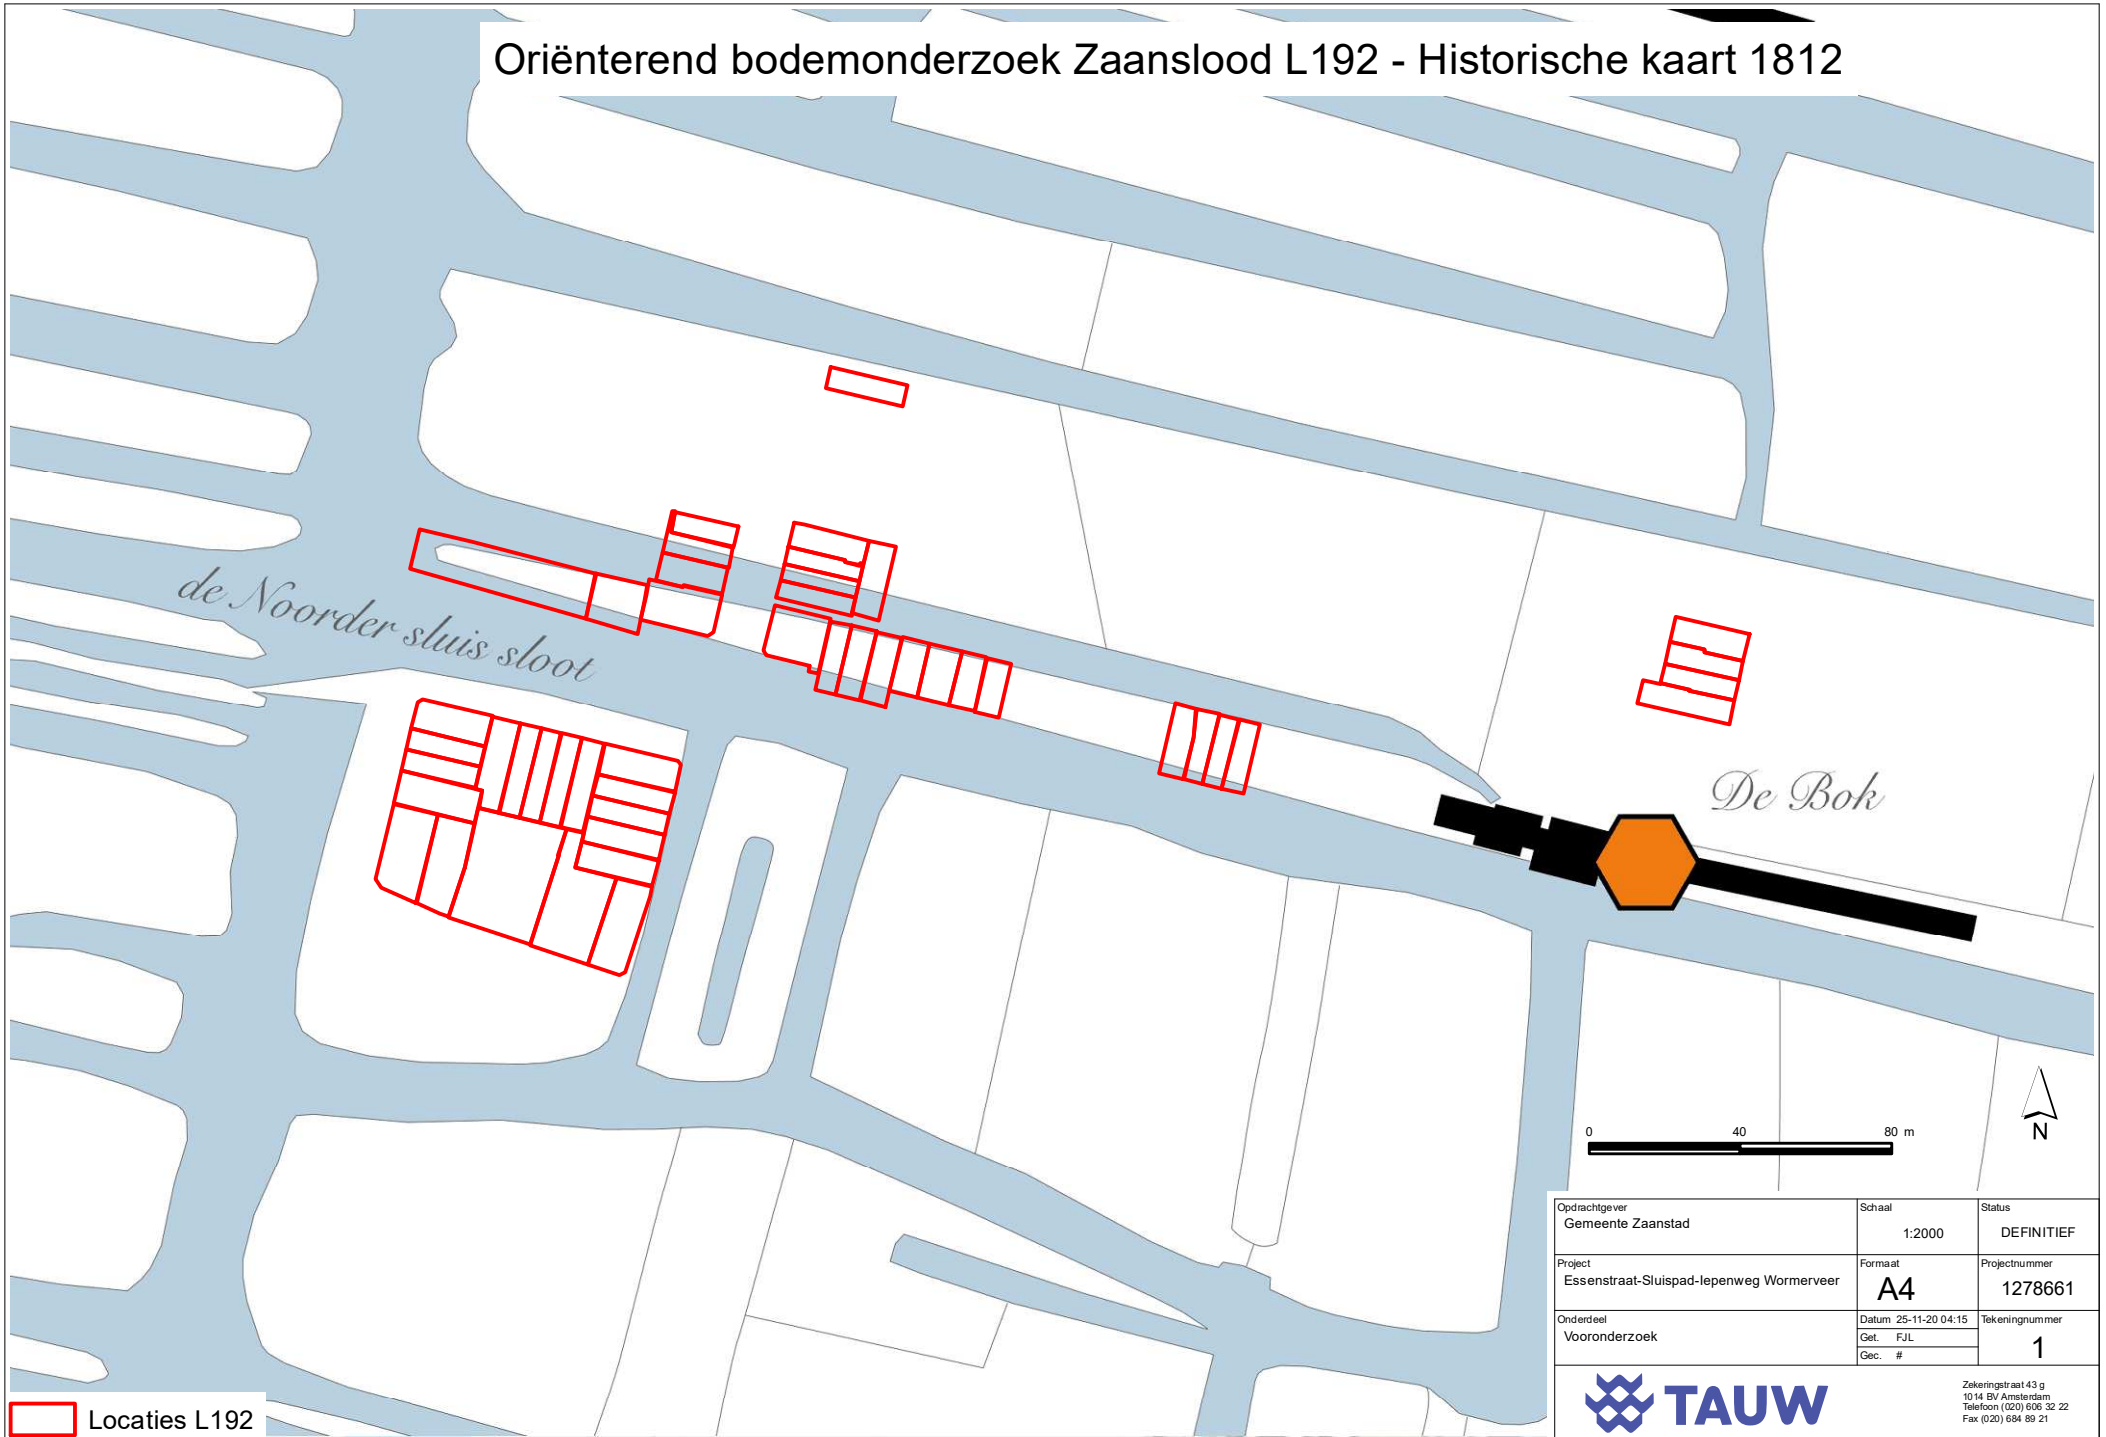 Oriënterend bodemonderzoek Zaanslood L192 - Historische kaart 1812
de Noorder sluis sloot
De Bok
0 40 80 m
N
Opdrachtgever
Gemeente Zaanstad
Schaal
1:2000
Status
DEFINITIEF
Project
Essenstraat-Sluispad-Iepenweg Wormerveer
Formaat
A4
Projectnummer
1278661
Onderdeel
Vooronderzoek
Datum 25-11-20 04:15
Get. FJL
Gec. #
Tekeningnummer
1
TAUW
Zekeringstraat 43 g
1014 BV Amsterdam
Telefoon (020) 606 32 22
Fax (020) 684 89 21
Locaties L192